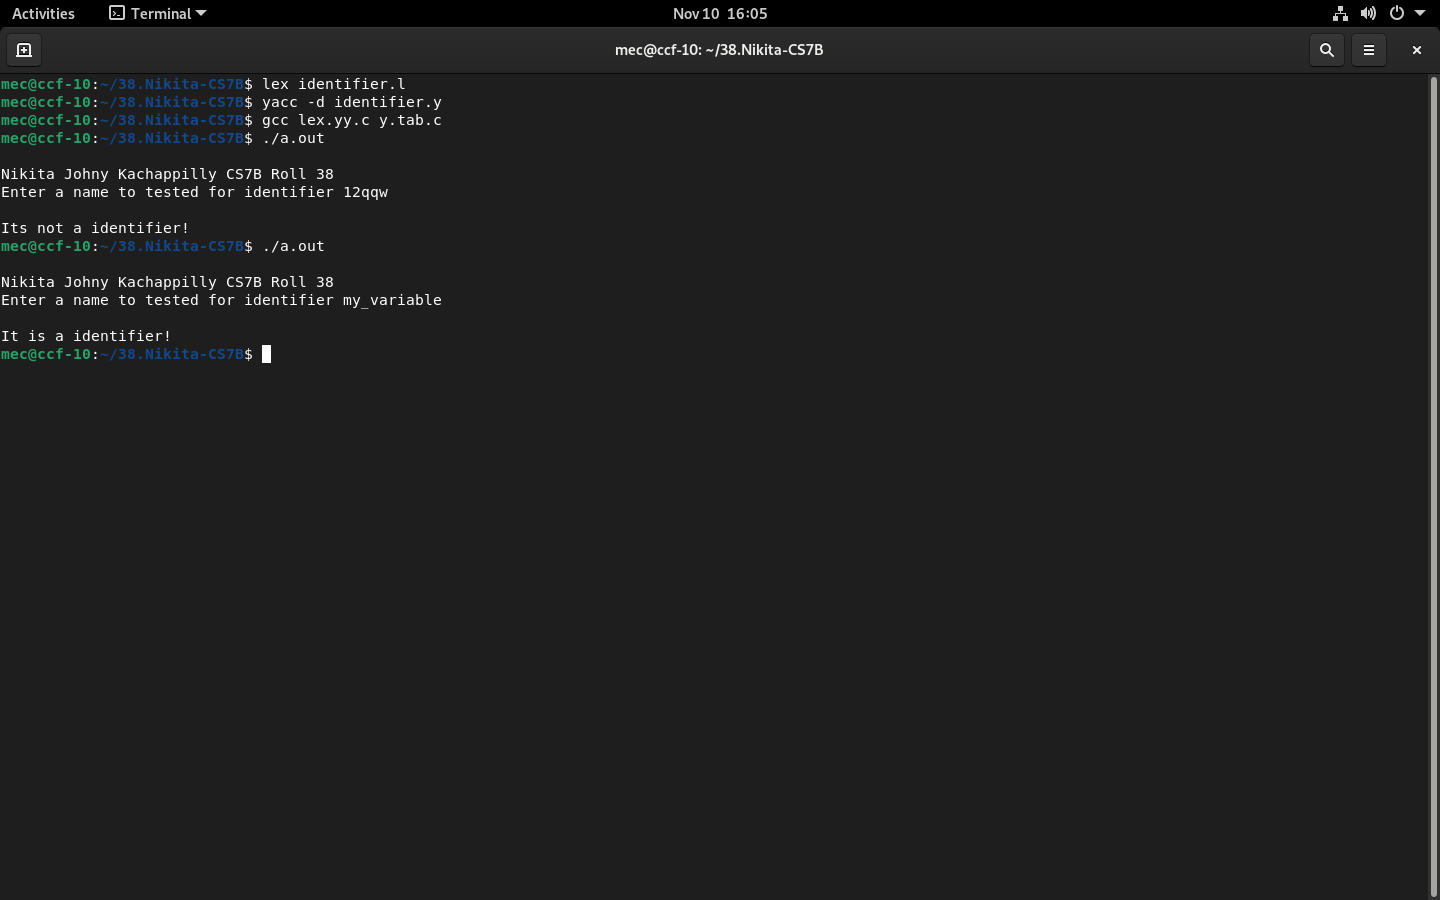 Activities Terminal Nov 10 16:05
mec@ccf-10: ~/38.Nikita-CS7B
mec@ccf-10:~/38.Nikita-CS7B$ lex identifier.l
mec@ccf-10:~/38.Nikita-CS7B$ yacc -d identifier.y
mec@ccf-10:~/38.Nikita-CS7B$ gcc lex.yy.c y.tab.c
mec@ccf-10:~/38.Nikita-CS7B$ ./a.out
Nikita Johny Kachappilly CS7B Roll 38
Enter a name to tested for identifier 12qqw
Its not a identifier!
mec@ccf-10:~/38.Nikita-CS7B$ ./a.out
Nikita Johny Kachappilly CS7B Roll 38
Enter a name to tested for identifier my_variable
It is a identifier!
mec@ccf-10:~/38.Nikita-CS7B$